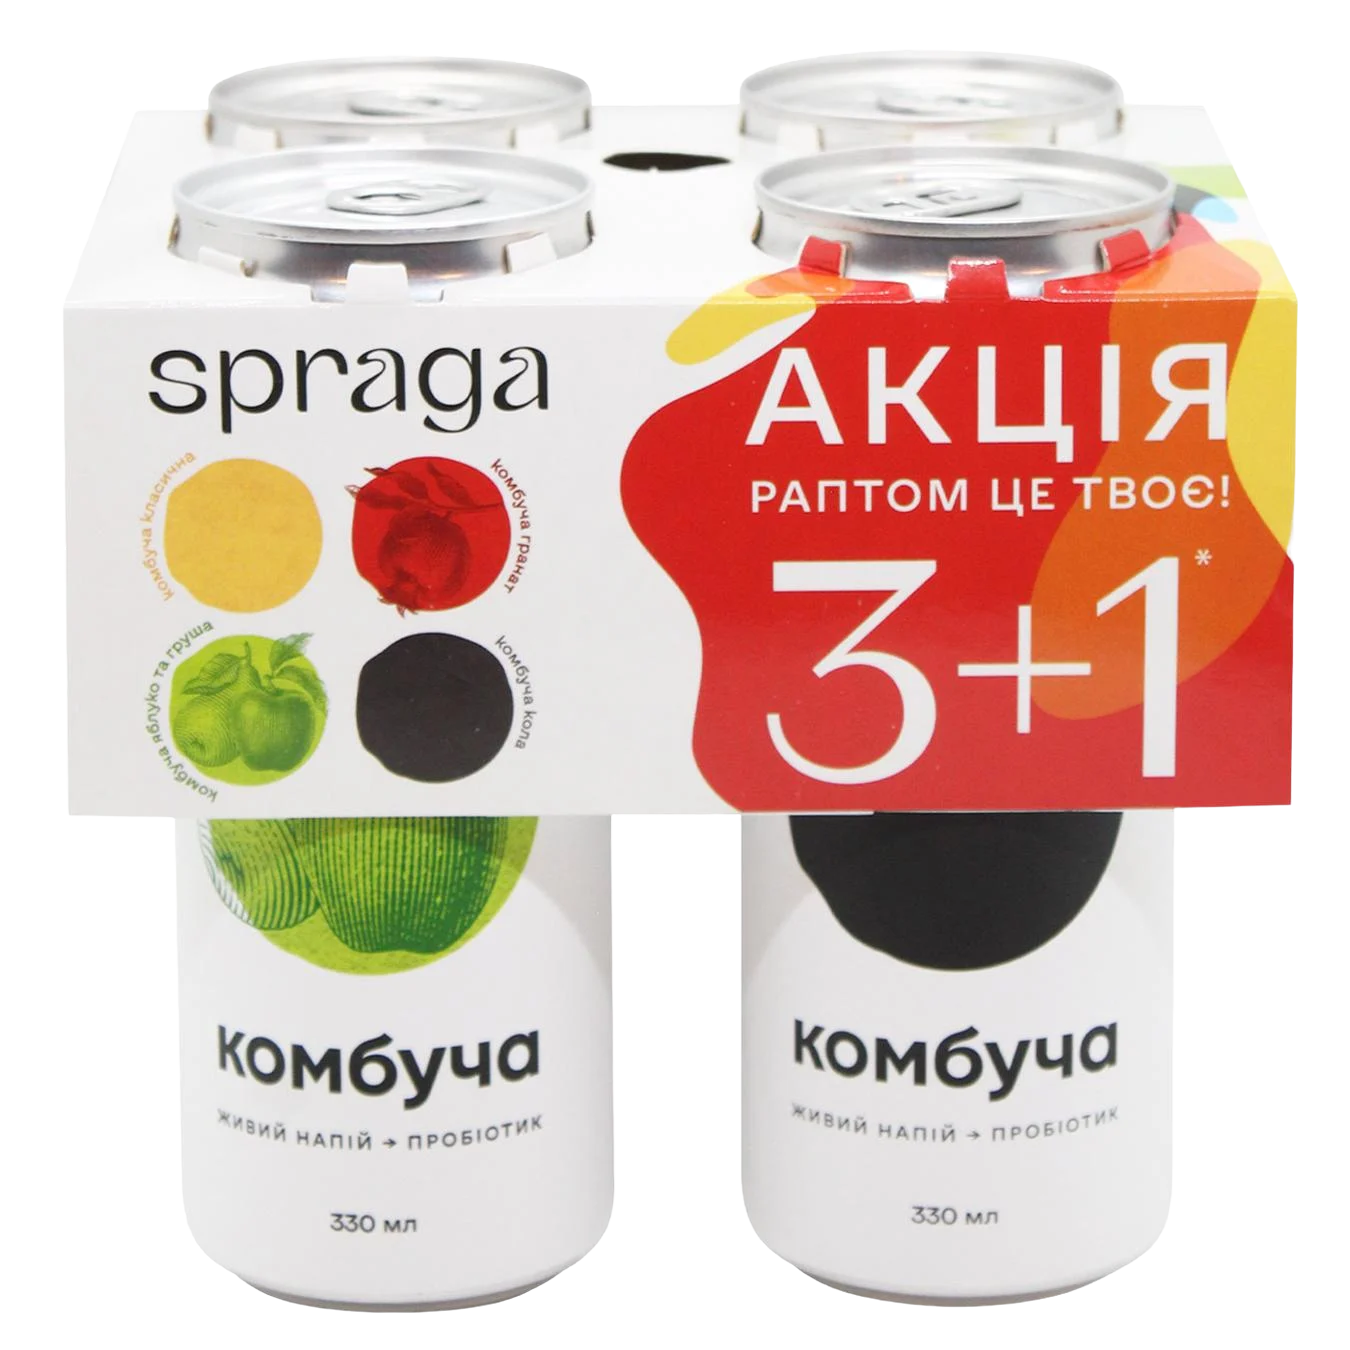 spraga
комбуча класична
комбуча гранат
комбуча яблуко та груша
комбуча кола
АКЦІЯ
РАПТОМ ЦЕ ТВОЄ!
3+1*
комбуча
ЖИВИЙ НАПІЙ → ПРОБІОТИК
330 мл
комбуча
ЖИВИЙ НАПІЙ → ПРОБІОТИК
330 мл